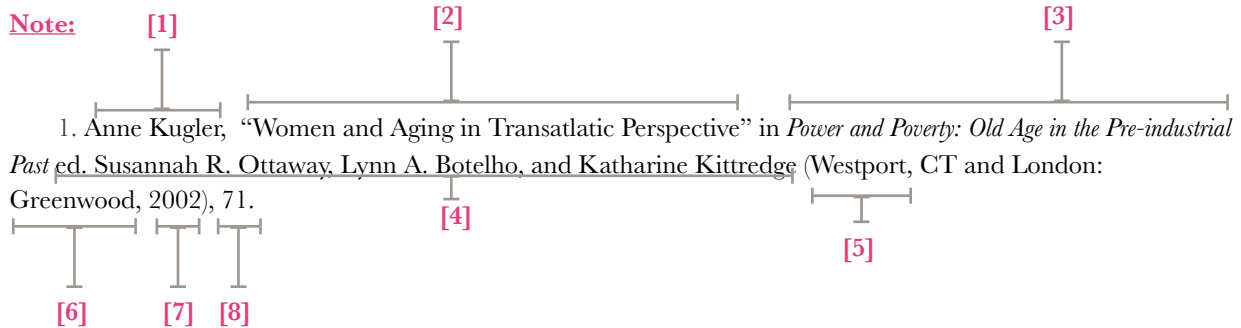 Note: [1] [2] [3]
1. Anne Kugler, “Women and Aging in Transatlatic Perspective” in Power and Poverty: Old Age in the Pre-industrial
Past ed. Susannah R. Ottaway, Lynn A. Botelho, and Katharine Kittredge (Westport, CT and London:
Greenwood, 2002), 71.
[4]
[5]
[6] [7] [8]